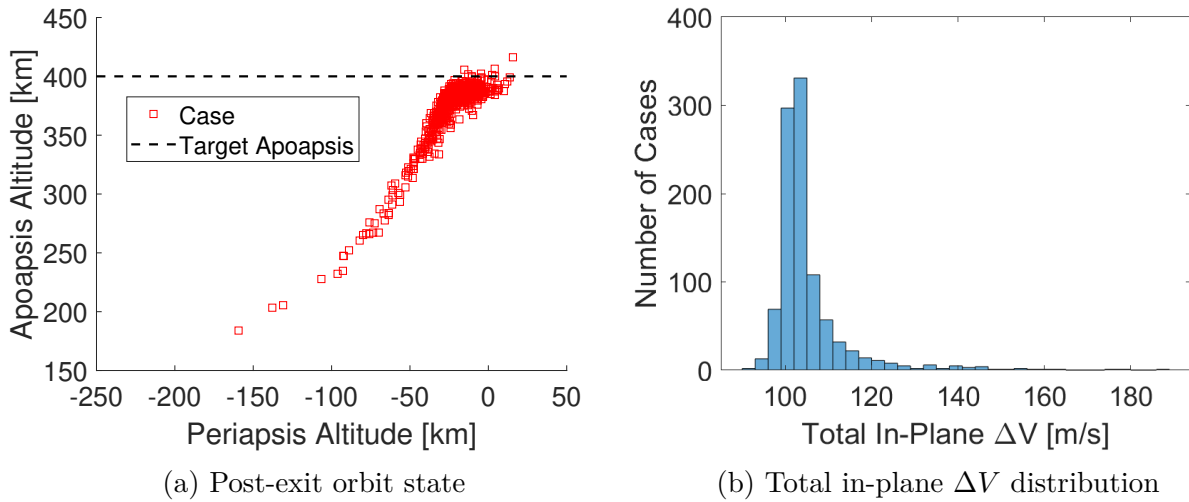 450
400
350
300
250
200
150
Apoapsis Altitude [km]
Case
Target Apoapsis
-250 -200 -150 -100 -50 0 50
Periapsis Altitude [km]
(a) Post-exit orbit state
400
300
200
100
0
Number of Cases
100 120 140 160 180
Total In-Plane ΔV [m/s]
(b) Total in-plane ΔV distribution